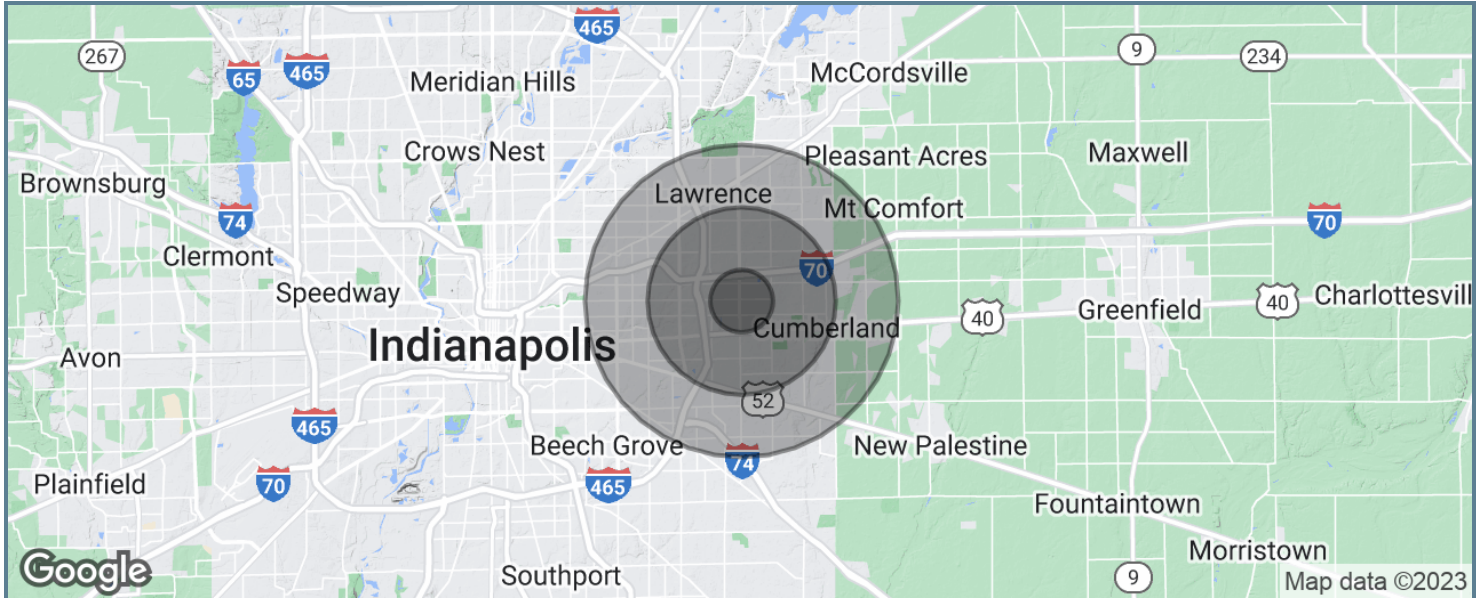 465
267
65
465
Meridian Hills
McCordsville
9
234
Crows Nest
Pleasant Acres
Maxwell
Brownsburg
Lawrence
Mt Comfort
74
70
Clermont
70
Speedway
Greenfield
40
Charlottesvill
40
Cumberland
Indianapolis
Avon
52
465
Beech Grove
74
New Palestine
Plainfield
70
465
Fountaintown
Morristown
Google
Southport
9
Map data ©2023